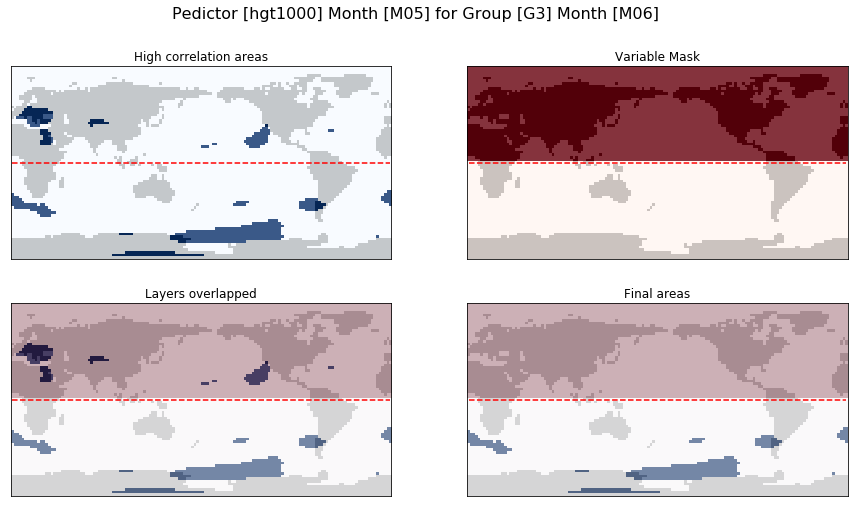 Pedictor [hgt1000] Month [M05] for Group [G3] Month [M06]
High correlation areas
Variable Mask
Layers overlapped
Final areas